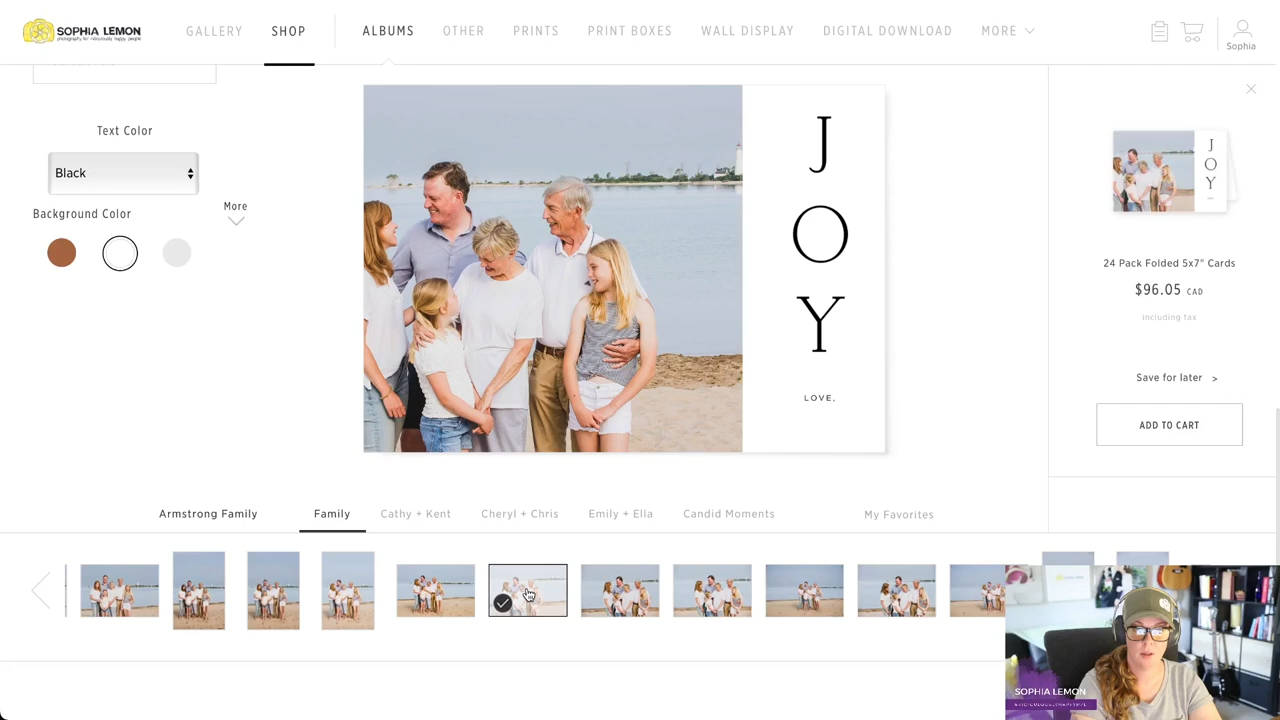 SOPHIA LEMON
photography for ridiculously happy people
GALLERY
SHOP
ALBUMS
OTHER
PRINTS
PRINT BOXES
WALL DISPLAY
DIGITAL DOWNLOAD
MORE
Sophia
Text Color
Black
Background Color
More
J
O
Y
LOVE,
J
O
Y
24 Pack Folded 5x7" Cards
$96.05 CAD
including tax
Save for later >
ADD TO CART
Armstrong Family
Family
Cathy + Kent
Cheryl + Chris
Emily + Ella
Candid Moments
My Favorites
SOPHIA LEMON